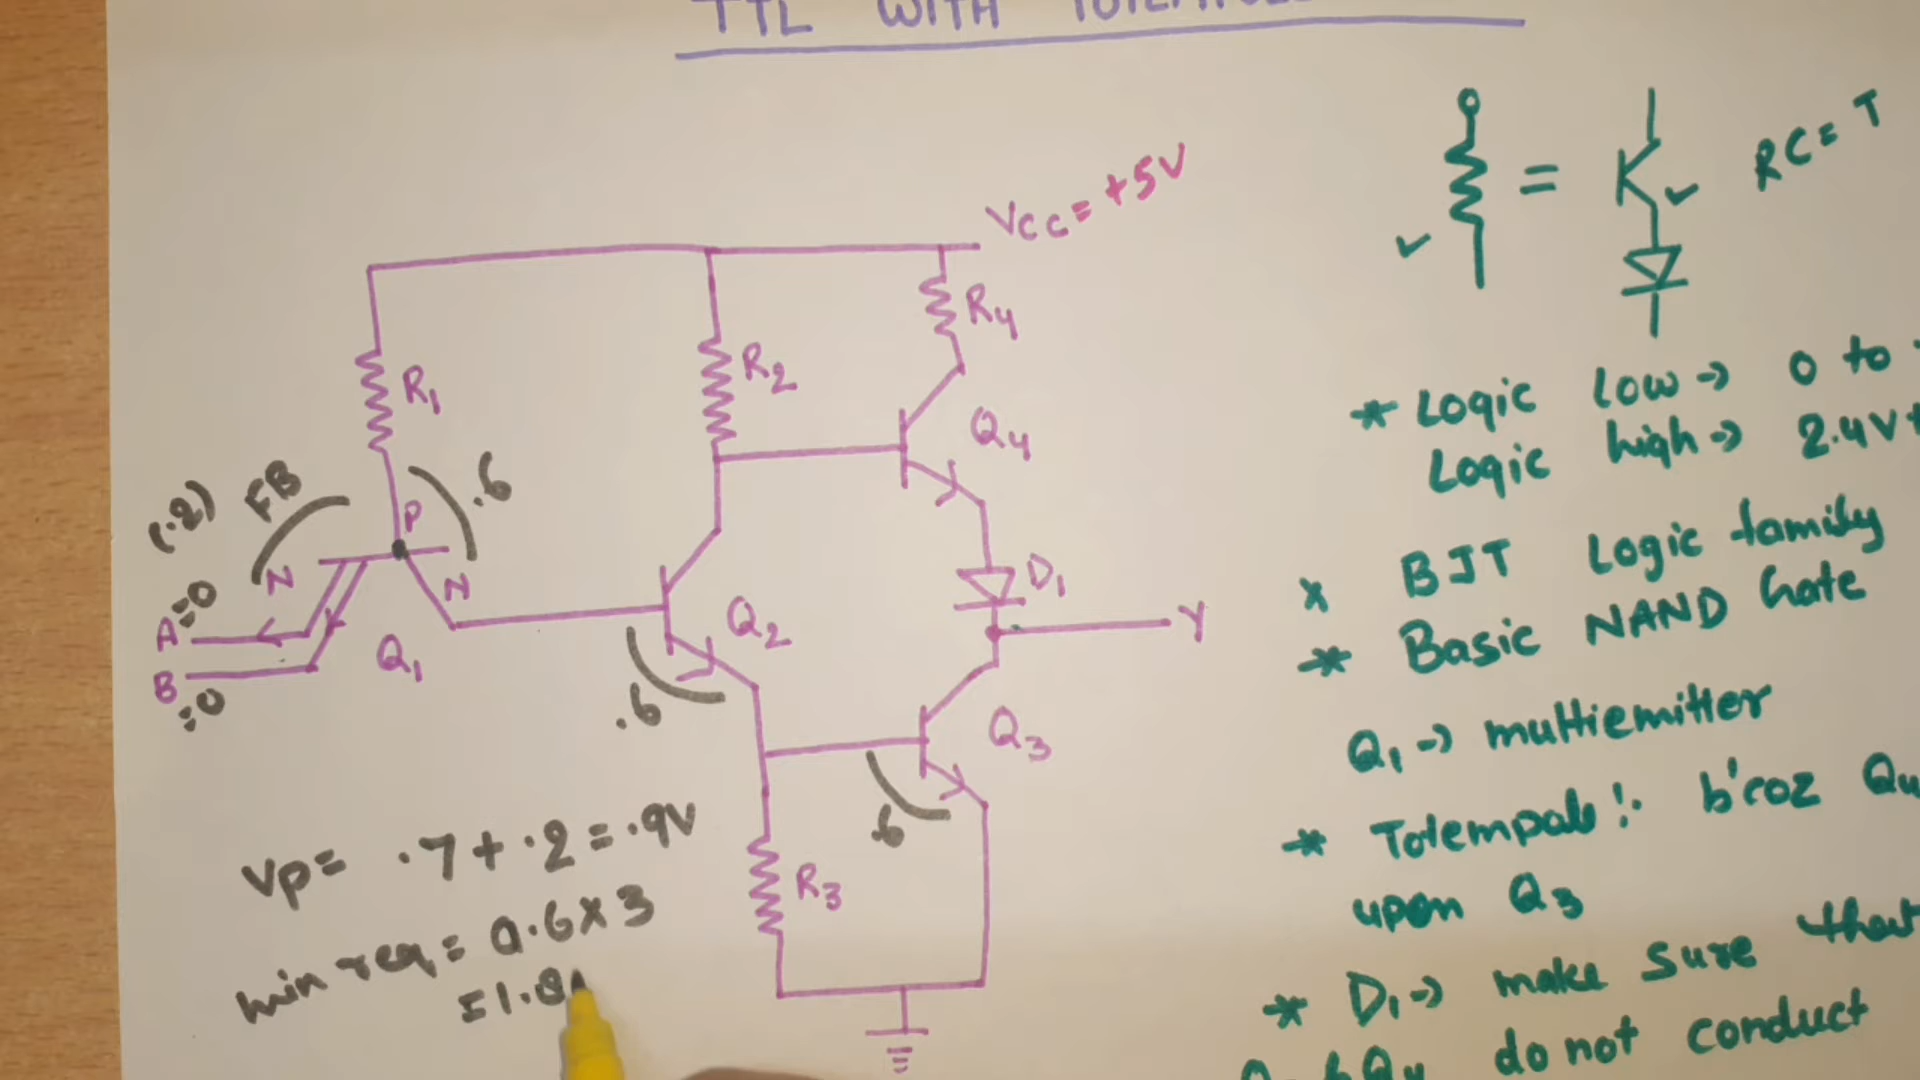 TTL WITH
VCC = +5V
R1
R2
R4
Q4
(.2) FB
.6
P
N
N
A =0
B =0
Q1
Q2
.6
D1
Y
Q3
.6
R3
Vp = .7+.2 = .9V
min req = 0.6x3
=1.8
=
RC = T
* Logic low → 0 to
Logic high → 2.4V
x BJT Logic family
* Basic NAND Gate
Q1 → multiemitter
* Totempole :. b'coz Q4
upon Q3
* D1 → make sure that
Q4 do not conduct